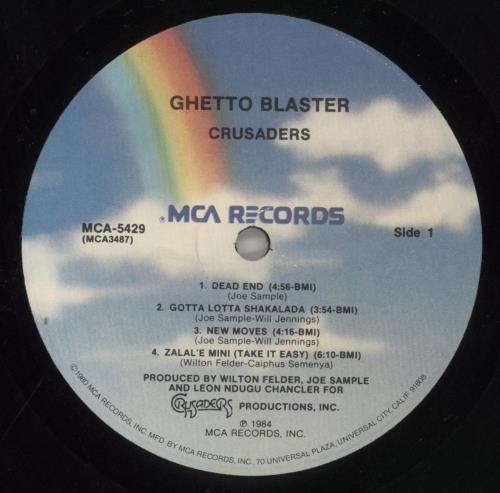 GHETTO BLASTER
CRUSADERS
MCA RECORDS
MCA-5429
(MCA3487)
Side 1
1. DEAD END (4:56-BMI)
(Joe Sample)
2. GOTTA LOTTA SHAKALADA (3:54-BMI)
(Joe Sample-Will Jennings)
3. NEW MOVES (4:16-BMI)
(Joe Sample-Will Jennings)
4. ZALAL'E MINI (TAKE IT EASY) (6:10-BMI)
(Wilton Felder-Caiphus Semenya)
PRODUCED BY WILTON FELDER, JOE SAMPLE
AND LEON NDUGU CHANCLER FOR
CRUSADERS PRODUCTIONS, INC.
℗ 1984
MCA RECORDS, INC.
©1980 MCA RECORDS, INC. MFD. BY MCA RECORDS, INC., 70 UNIVERSAL PLAZA, UNIVERSAL CITY, CALIF. 91608